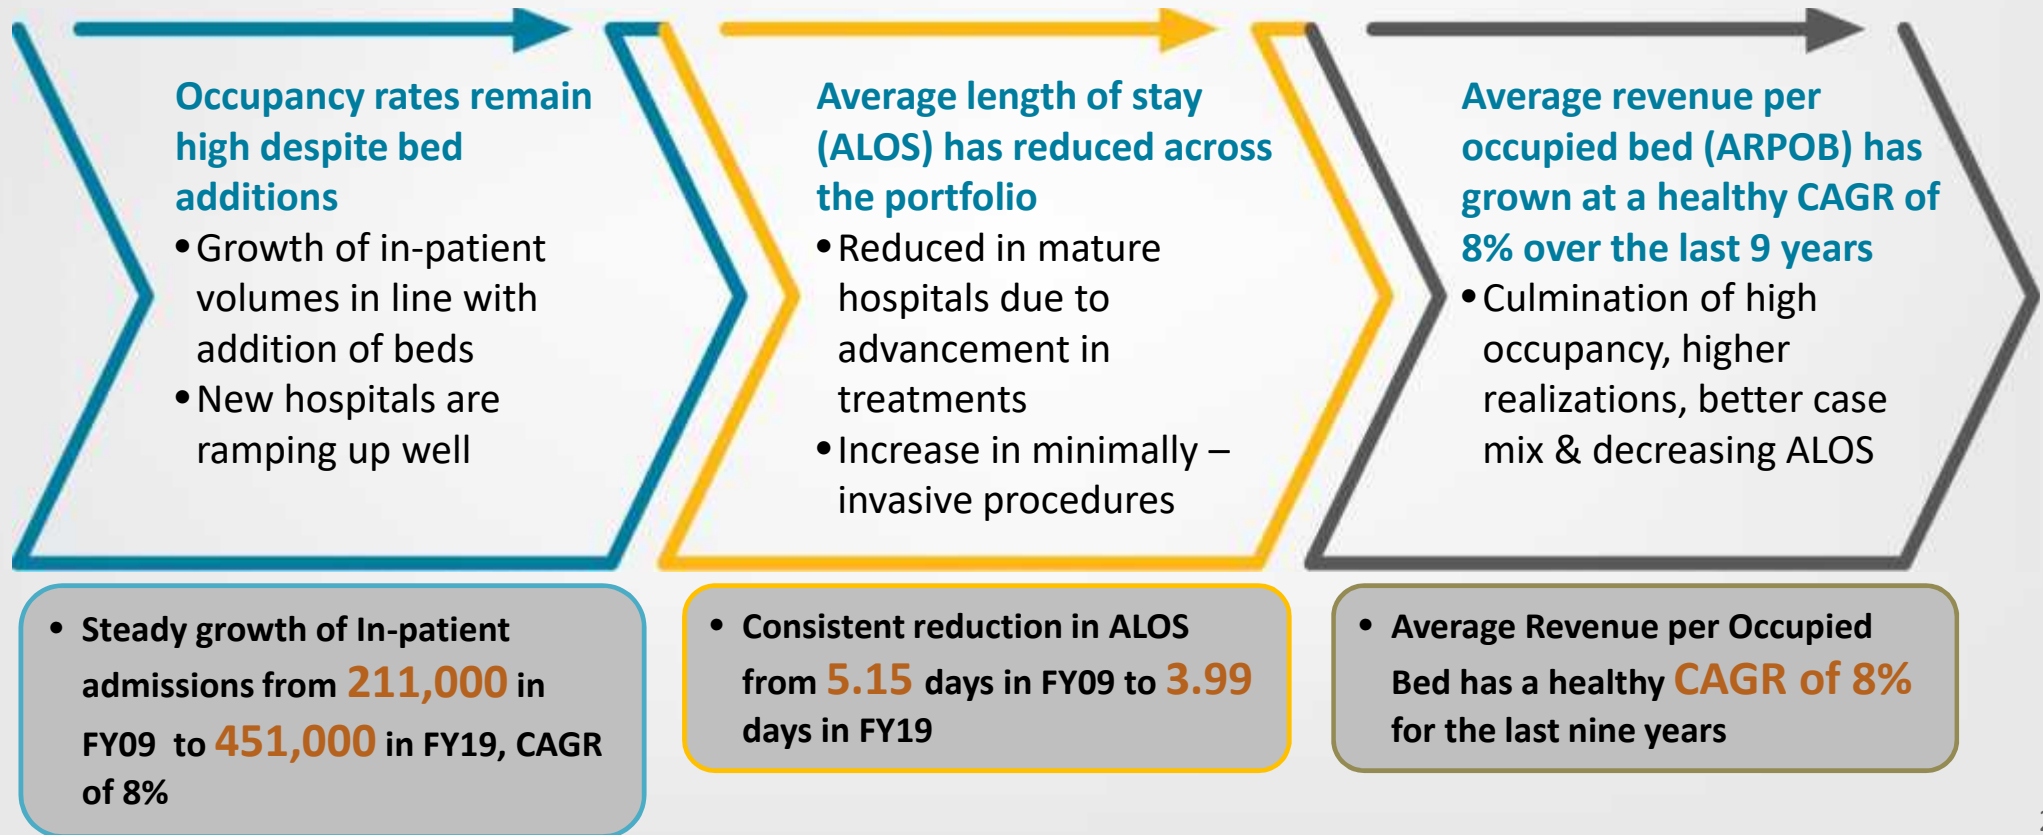 Occupancy rates remain
high despite bed
additions
•Growth of in-patient
volumes in line with
addition of beds
•New hospitals are
ramping up well
Average length of stay
(ALOS) has reduced across
the portfolio
•Reduced in mature
hospitals due to
advancement in
treatments
•Increase in minimally –
invasive procedures
Average revenue per
occupied bed (ARPOB) has
grown at a healthy CAGR of
8% over the last 9 years
•Culmination of high
occupancy, higher
realizations, better case
mix & decreasing ALOS
• Steady growth of In-patient
admissions from 211,000 in
FY09 to 451,000 in FY19, CAGR
of 8%
• Consistent reduction in ALOS
from 5.15 days in FY09 to 3.99
days in FY19
• Average Revenue per Occupied
Bed has a healthy CAGR of 8%
for the last nine years